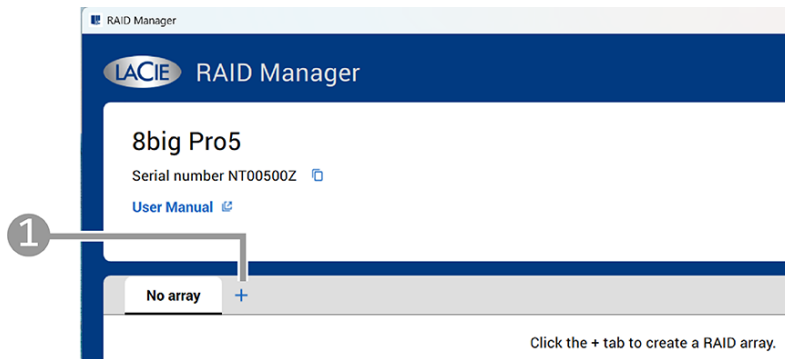 RAID Manager
LACIE RAID Manager
8big Pro5
Serial number NT00500Z
User Manual
1
No array +
Click the + tab to create a RAID array.